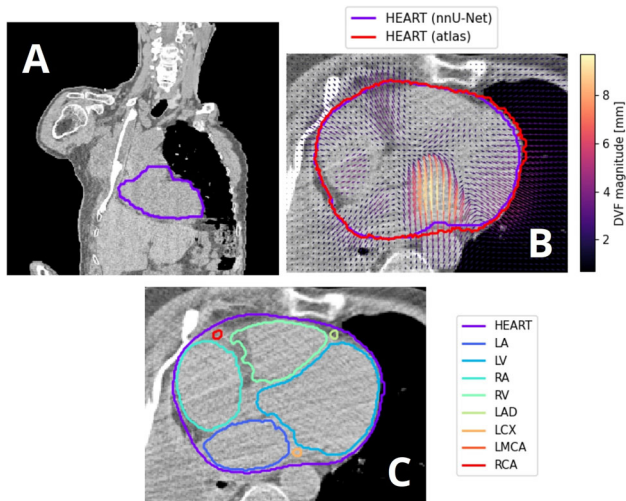 HEART (nnU-Net)
HEART (atlas)
A
B
8
6
4
2
DVF magnitude [mm]
C
HEART
LA
LV
RA
RV
LAD
LCX
LMCA
RCA